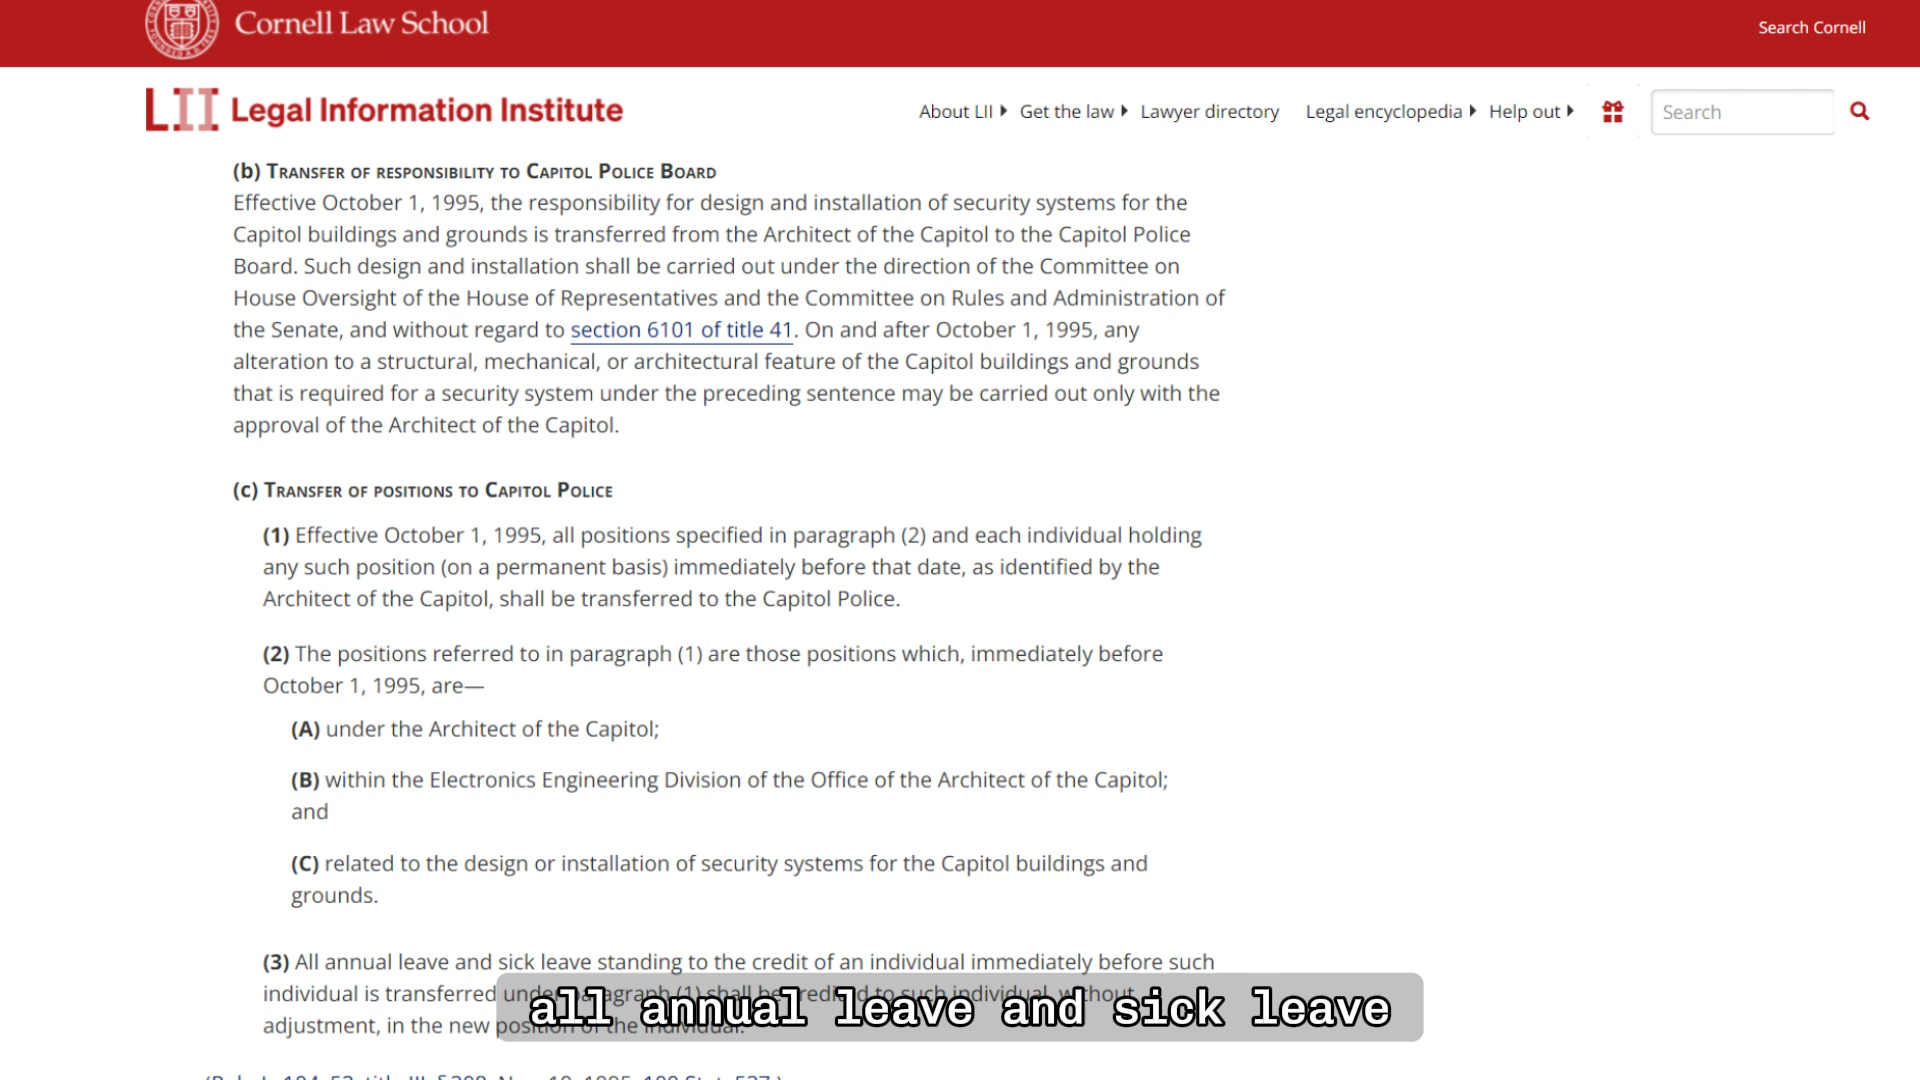 Cornell Law School
Search Cornell
LII Legal Information Institute
About LII
Get the law
Lawyer directory
Legal encyclopedia
Help out
Search
(b) Transfer of responsibility to Capitol Police Board
Effective October 1, 1995, the responsibility for design and installation of security systems for the
Capitol buildings and grounds is transferred from the Architect of the Capitol to the Capitol Police
Board. Such design and installation shall be carried out under the direction of the Committee on
House Oversight of the House of Representatives and the Committee on Rules and Administration of
the Senate, and without regard to section 6101 of title 41. On and after October 1, 1995, any
alteration to a structural, mechanical, or architectural feature of the Capitol buildings and grounds
that is required for a security system under the preceding sentence may be carried out only with the
approval of the Architect of the Capitol.
(c) Transfer of positions to Capitol Police
(1) Effective October 1, 1995, all positions specified in paragraph (2) and each individual holding
any such position (on a permanent basis) immediately before that date, as identified by the
Architect of the Capitol, shall be transferred to the Capitol Police.
(2) The positions referred to in paragraph (1) are those positions which, immediately before
October 1, 1995, are—
(A) under the Architect of the Capitol;
(B) within the Electronics Engineering Division of the Office of the Architect of the Capitol;
and
(C) related to the design or installation of security systems for the Capitol buildings and
grounds.
(3) All annual leave and sick leave standing to the credit of an individual immediately before such
individual is transferred under paragraph (1) shall be credited to such individual, without
adjustment, in the new position of the individual.
all annual leave and sick leave